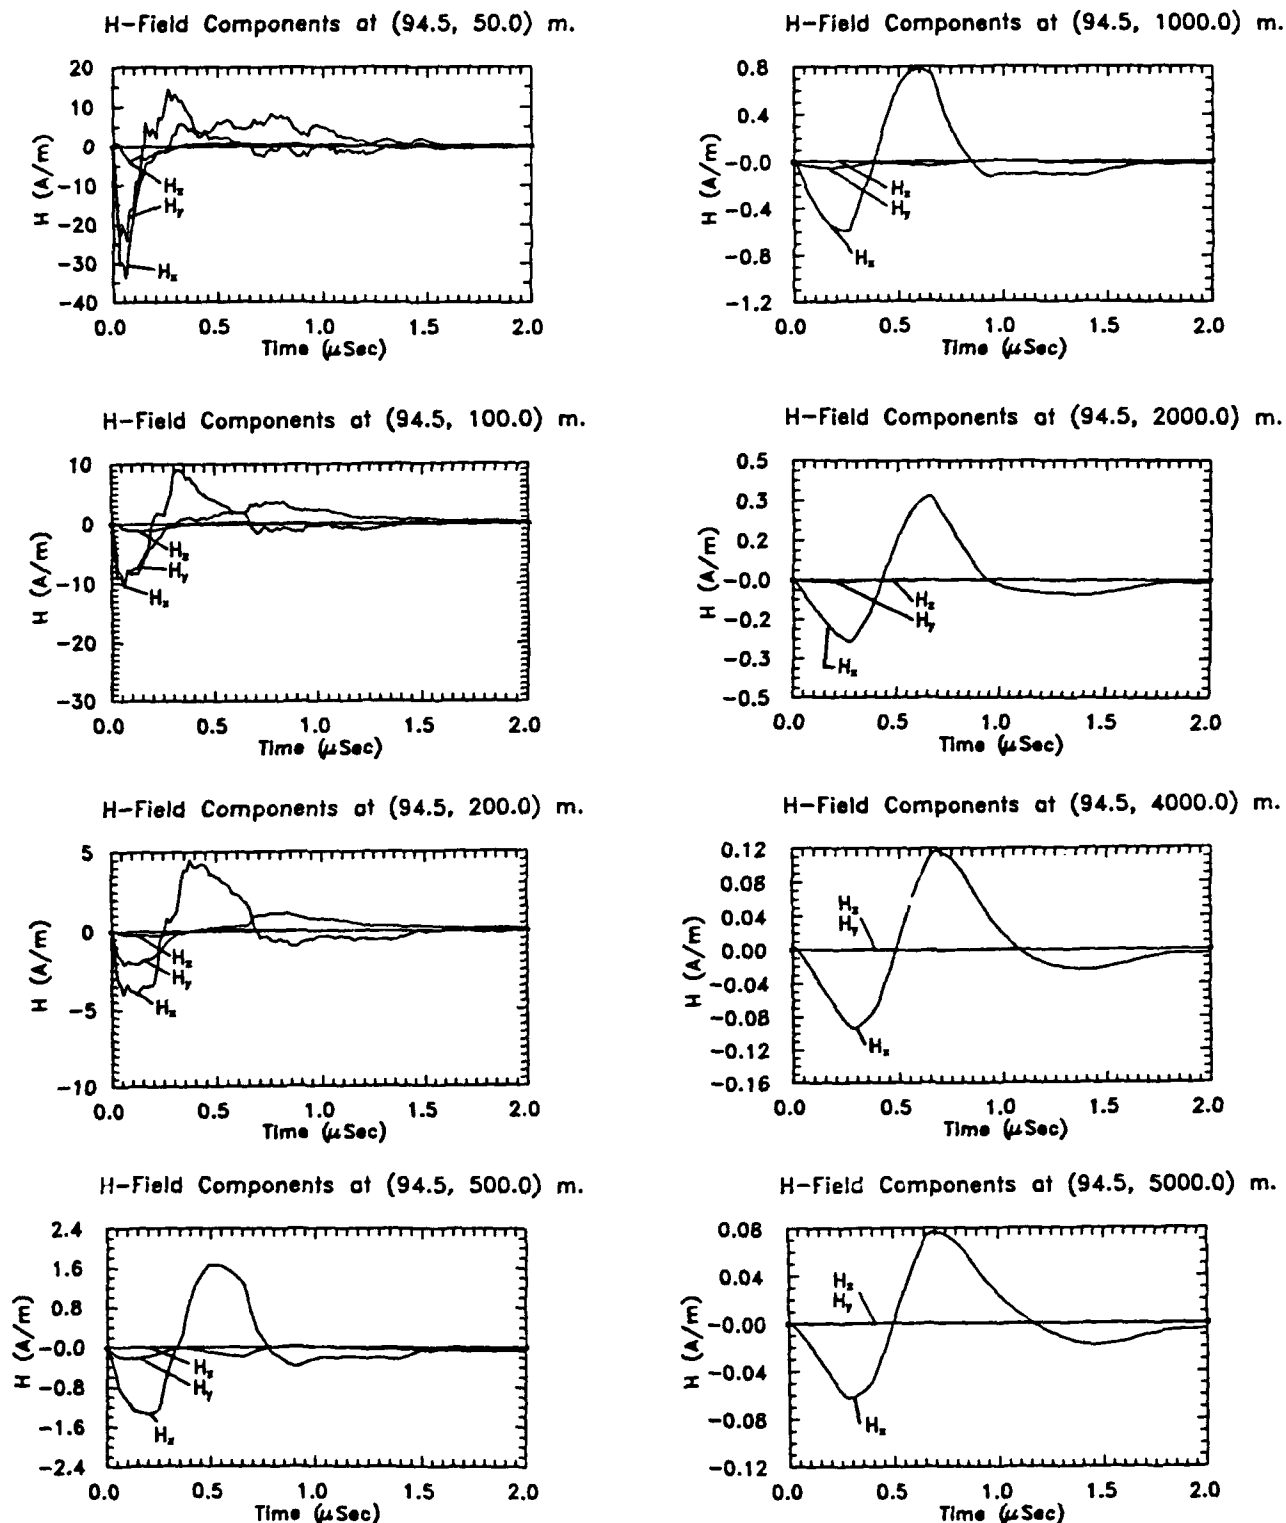 H-Field Components at (94.5, 50.0) m.
20
10
0
-10
-20
-30
-40
H (A/m)
Hz
Hy
Hx
0.0 0.5 1.0 1.5 2.0
Time (μSec)
H-Field Components at (94.5, 100.0) m.
10
0
-10
-20
-30
H (A/m)
Hz
Hy
Hx
0.0 0.5 1.0 1.5 2.0
Time (μSec)
H-Field Components at (94.5, 200.0) m.
5
0
-5
-10
H (A/m)
Hz
Hy
Hx
0.0 0.5 1.0 1.5 2.0
Time (μSec)
H-Field Components at (94.5, 500.0) m.
2.4
1.6
0.8
-0.0
-0.8
-1.6
-2.4
H (A/m)
Hz
Hy
Hx
0.0 0.5 1.0 1.5 2.0
Time (μSec)
H-Field Components at (94.5, 1000.0) m.
0.8
0.4
-0.0
-0.4
-0.8
-1.2
H (A/m)
Hz
Hy
Hx
0.0 0.5 1.0 1.5 2.0
Time (μSec)
H-Field Components at (94.5, 2000.0) m.
0.5
0.3
0.2
-0.0
-0.2
-0.3
-0.5
H (A/m)
Hz
Hy
Hx
0.0 0.5 1.0 1.5 2.0
Time (μSec)
H-Field Components at (94.5, 4000.0) m.
0.12
0.08
0.04
0.00
-0.04
-0.08
-0.12
-0.16
H (A/m)
Hz
Hy
Hx
0.0 0.5 1.0 1.5 2.0
Time (μSec)
H-Field Components at (94.5, 5000.0) m.
0.08
0.04
-0.00
-0.04
-0.08
-0.12
H (A/m)
Hz
Hy
Hx
0.0 0.5 1.0 1.5 2.0
Time (μSec)